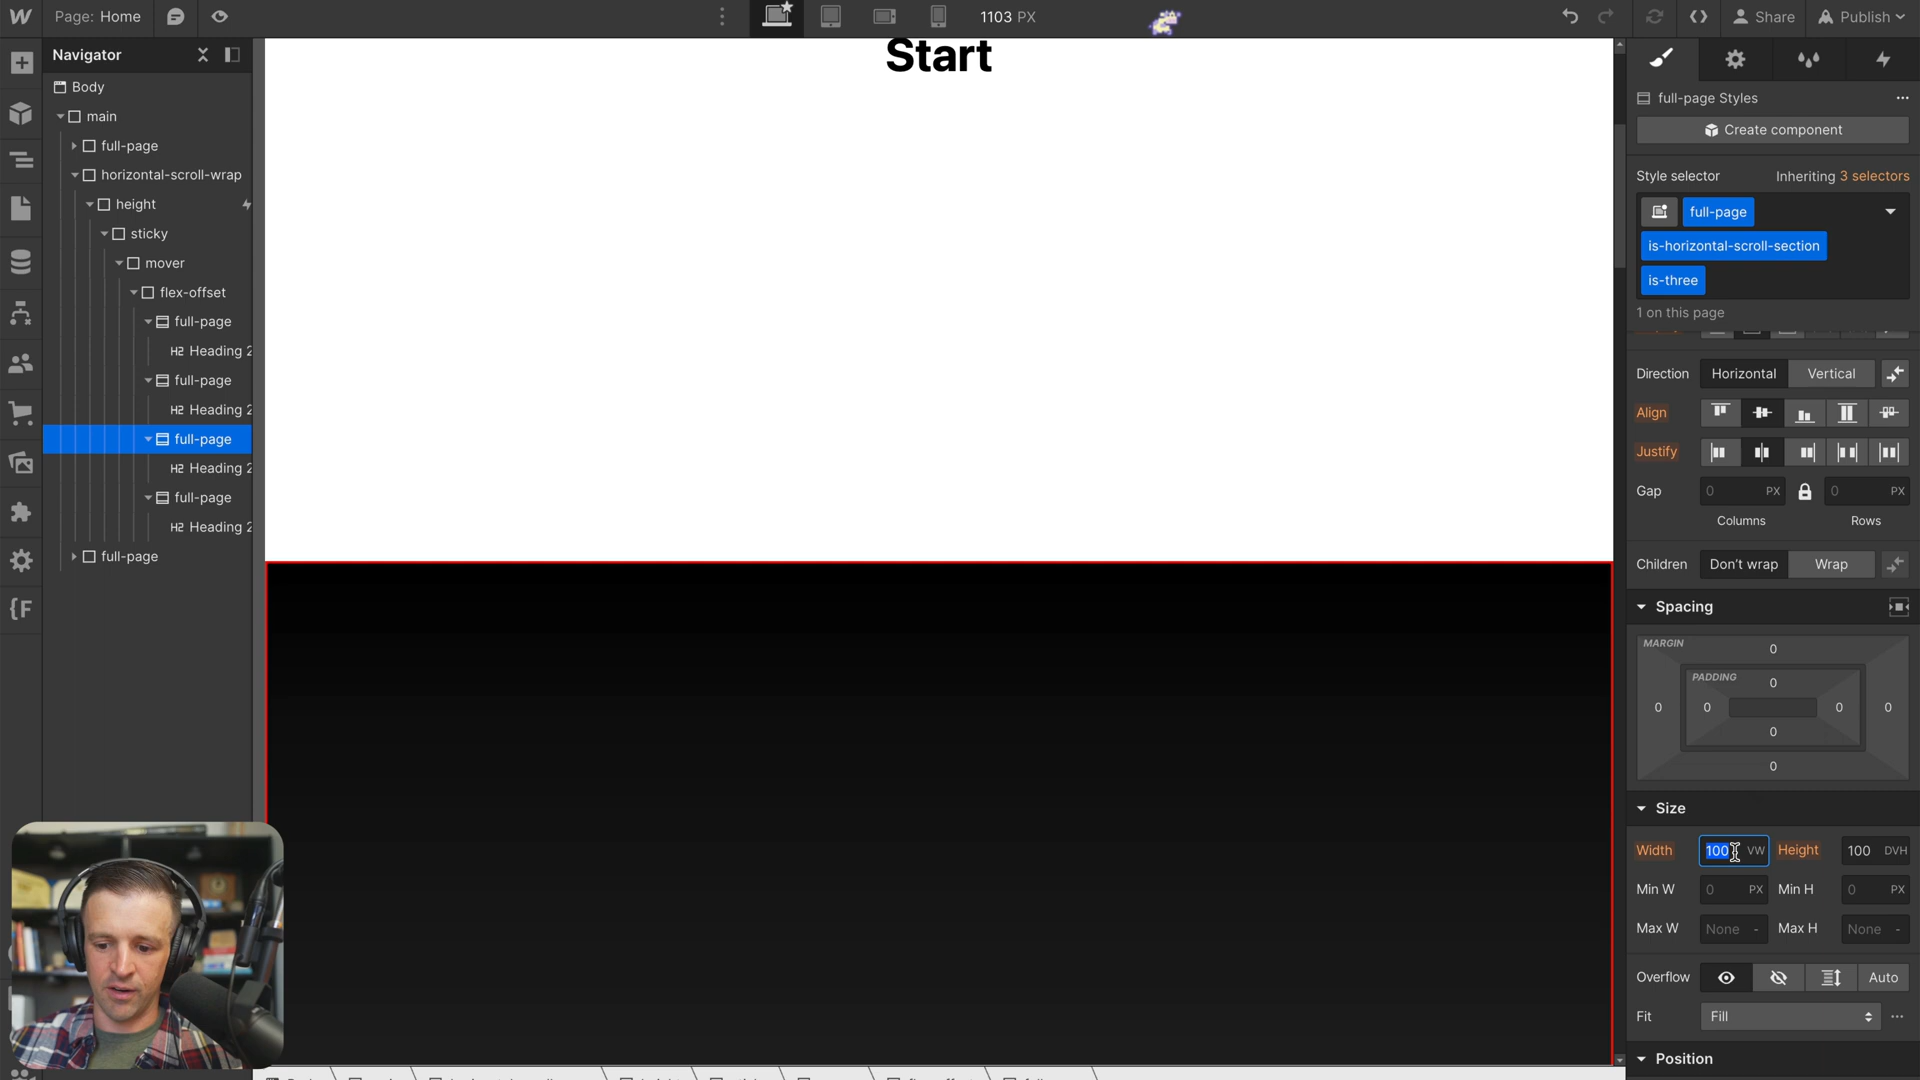 Page: Home
1103 PX
Share
Publish
Navigator
Body
main
full-page
horizontal-scroll-wrap
height
sticky
mover
flex-offset
full-page
H2 Heading 2
full-page
H2 Heading 2
full-page
H2 Heading 2
full-page
H2 Heading 2
full-page
Start
full-page Styles
Create component
Style selector
Inheriting 3 selectors
full-page
is-horizontal-scroll-section
is-three
1 on this page
Direction Horizontal Vertical
Align
Justify
Gap 0 PX 0 PX
Columns Rows
Children Don't wrap Wrap
Spacing
MARGIN
0
PADDING
0
0 0 0 0
0
0
Size
Width 100 VW Height 100 DVH
Min W 0 PX Min H 0 PX
Max W None - Max H None -
Overflow Auto
Fit Fill
Position